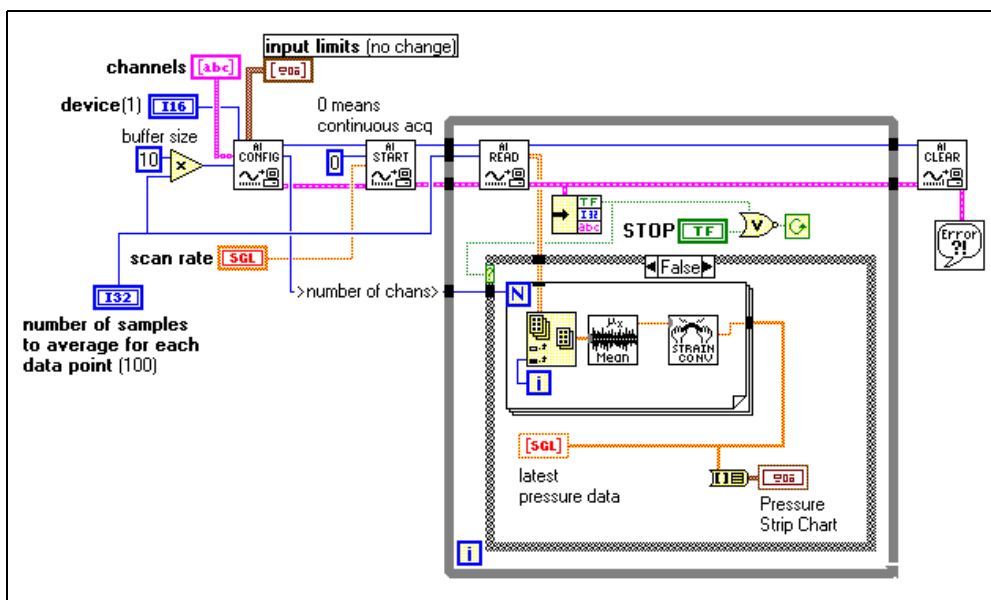 input limits (no change)
channels [abc]
device(1) I16
0 means
continuous acq
buffer size
10
x
AI
CONFIG
0
AI
START
AI
READ
AI
CLEAR
TF
I32
abc
STOP TF
V
Error
?!
scan rate SGL
False
?
I32
>number of chans>
N
number of samples
to average for each
data point (100)
μx
Mean
STRAIN
CONV
i
[SGL]
latest
pressure data
Pressure
Strip Chart
i